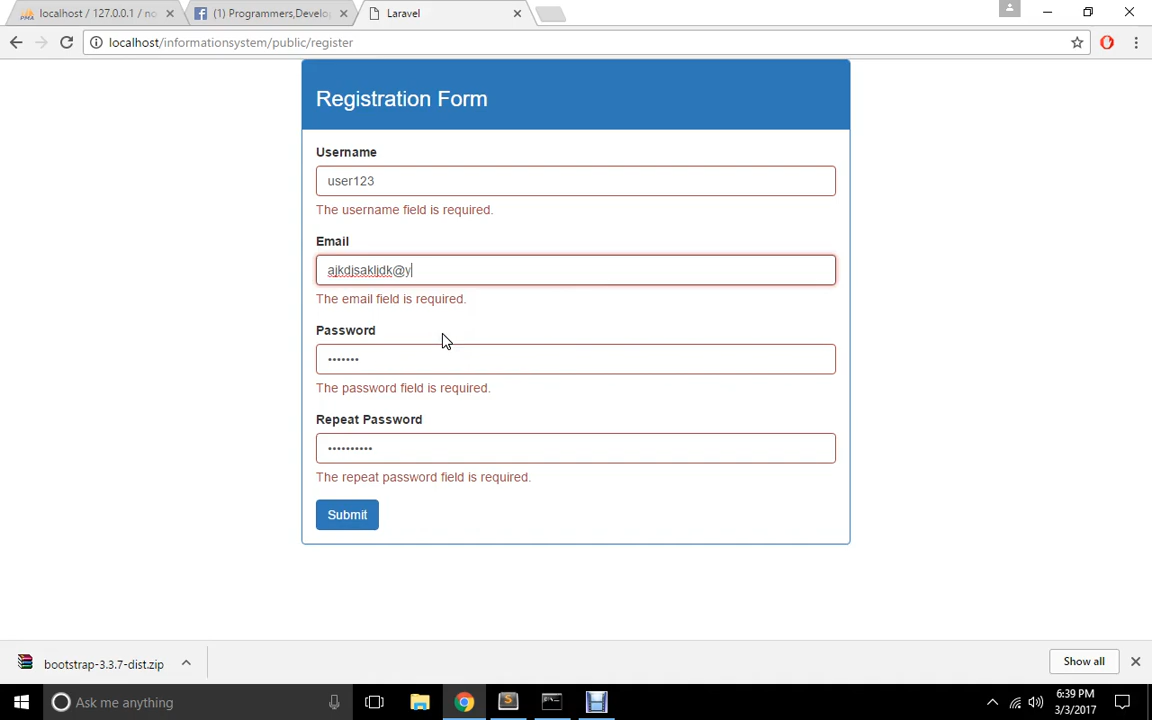 localhost / 127.0.0.1 / no
(1) Programmers,Develo
Laravel
localhost/informationsystem/public/register
Registration Form
Username
user123
The username field is required.
Email
ajkdjsakljdk@y
The email field is required.
Password
•••••••
The password field is required.
Repeat Password
••••••••••
The repeat password field is required.
Submit
bootstrap-3.3.7-dist.zip
Show all
Ask me anything
6:39 PM
3/3/2017